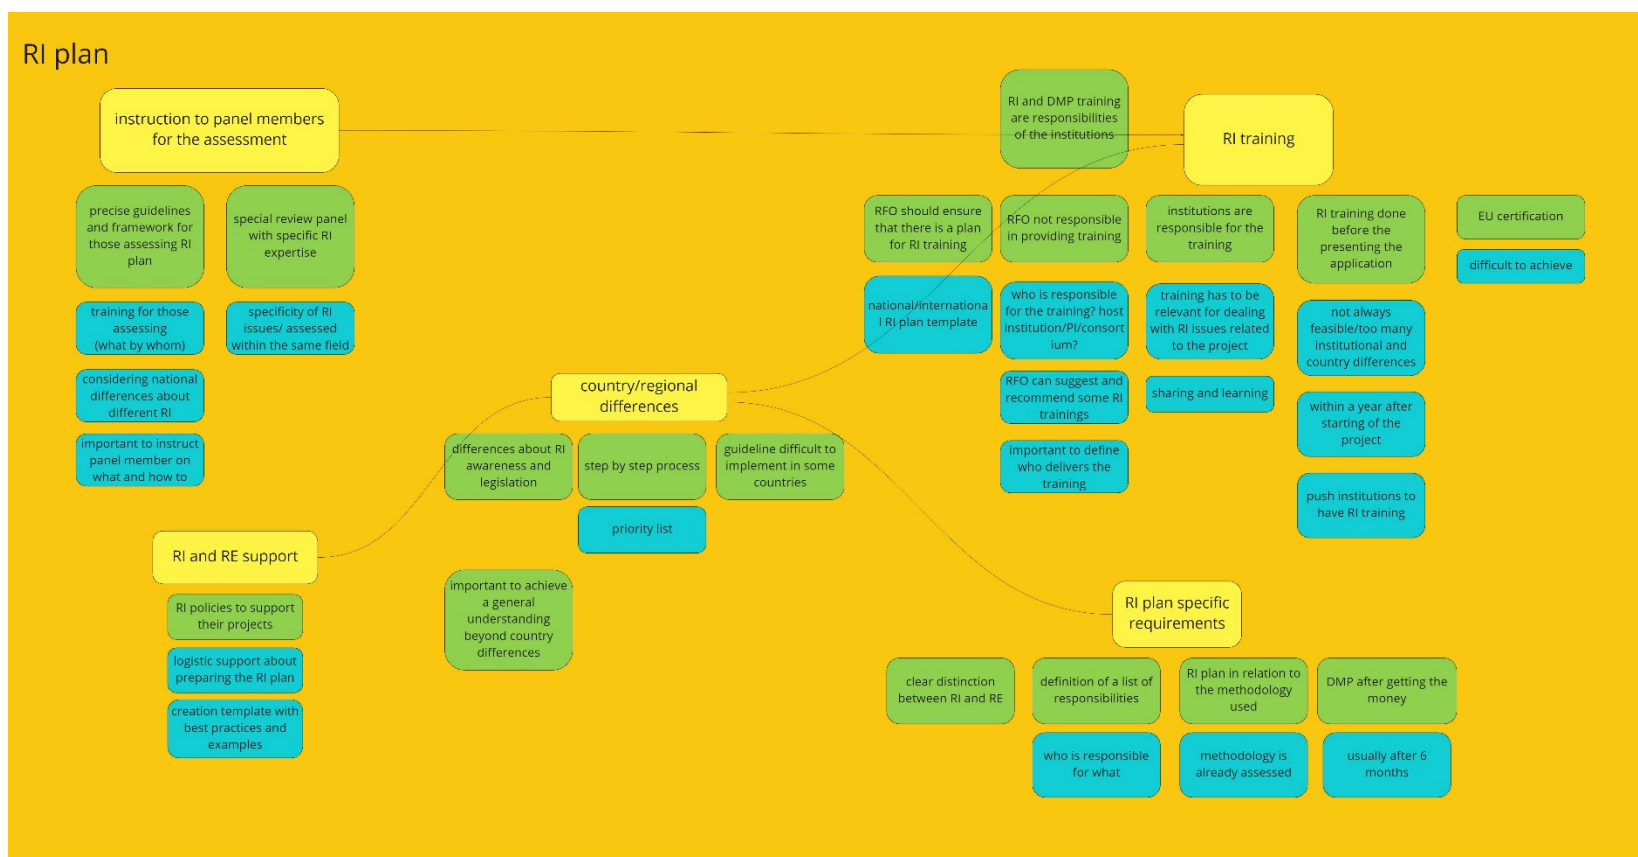 RI plan
instruction to panel members
for the assessment
precise guidelines
and framework for
those assessing RI
plan
special review panel
with specific RI
expertise
training for those
assessing
(what by whom)
specificity of RI
issues/ assessed
within the same field
considering national
differences about
different RI
important to instruct
panel member on
what and how to
RI and RE support
RI policies to support
their projects
logistic support about
preparing the RI plan
creation template with
best practices and
examples
country/regional
differences
differences about RI
awareness and
legislation
step by step process
guideline difficult to
implement in some
countries
priority list
important to achieve
a general
understanding
beyond country
differences
RI and DMP training
are responsibilities
of the institutions
RI training
RFO should ensure
that there is a plan
for RI training
RFO not responsible
in providing training
institutions are
responsible for the
training
RI training done
before the
presenting the
application
EU certification
difficult to achieve
national/internationa
l RI plan template
who is responsible
for the training? host
institution/PI/consort
ium?
training has to be
relevant for dealing
with RI issues related
to the project
not always
feasible/too many
institutional and
country differences
RFO can suggest and
recommend some RI
trainings
sharing and learning
within a year after
starting of the
project
important to define
who delivers the
training
push institutions to
have RI training
RI plan specific
requirements
clear distinction
between RI and RE
definition of a list of
responsibilities
RI plan in relation to
the methodology
used
DMP after getting the
money
who is responsible
for what
methodology is
already assessed
usually after 6
months